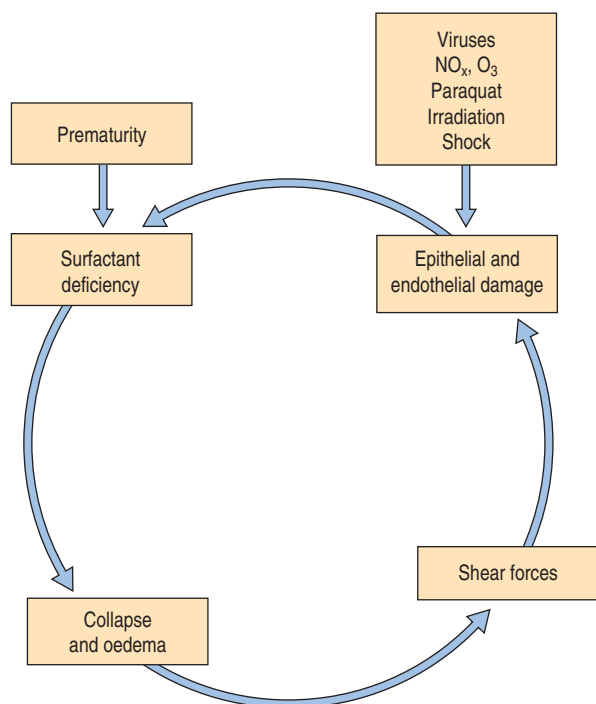 Viruses
NOx, O3
Paraquat
Irradiation
Shock
Prematurity
Surfactant
deficiency
Epithelial and
endothelial damage
Shear forces
Collapse
and oedema